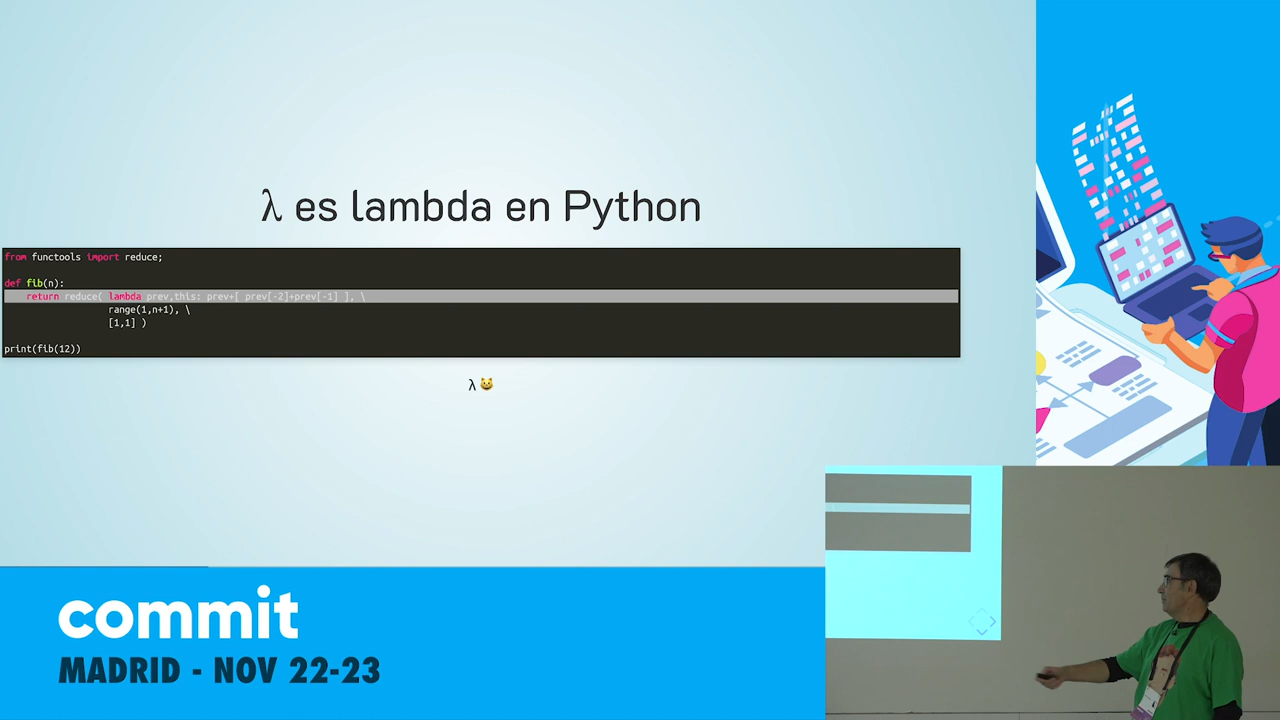 λ es lambda en Python
from functools import reduce;
def fib(n):
return reduce( lambda prev,this: prev+[ prev[-2]+prev[-1] ], \
range(1,n+1), \
[1,1] )
print(fib(12))
λ 😺
commit
MADRID - NOV 22-23